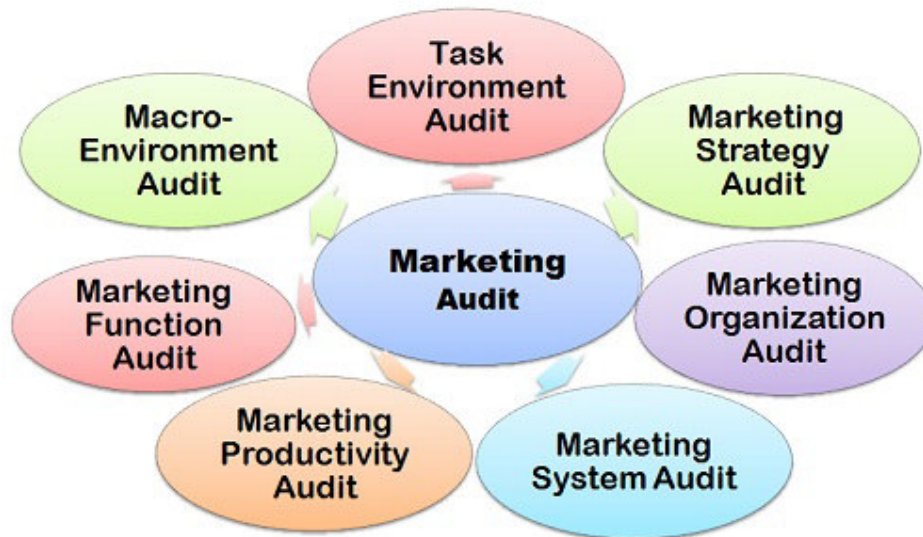 Task
Environment
Audit
Macro-
Environment
Audit
Marketing
Strategy
Audit
Marketing
Audit
Marketing
Function
Audit
Marketing
Organization
Audit
Marketing
Productivity
Audit
Marketing
System Audit